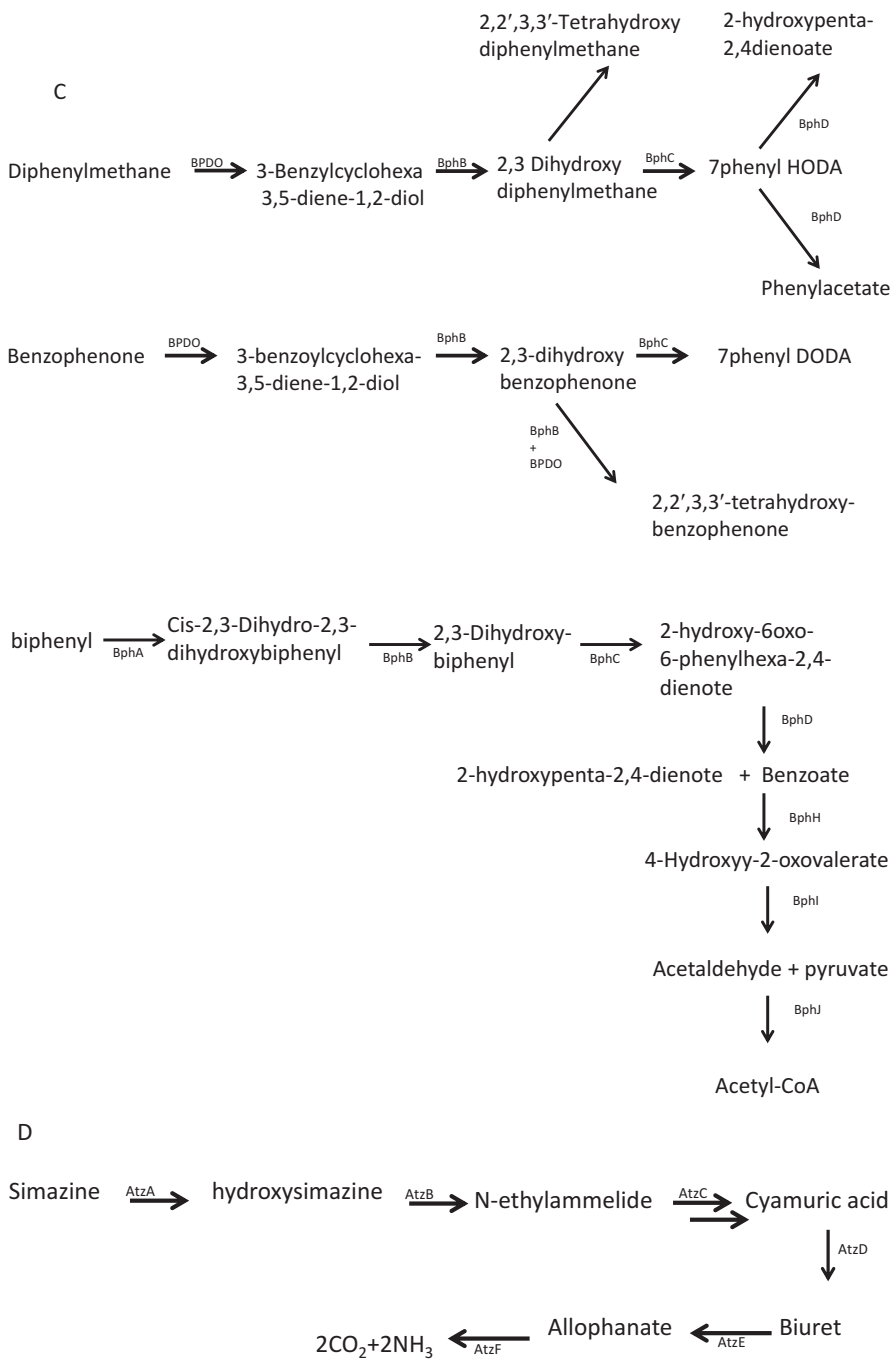 2,2′,3,3′-Tetrahydroxy
diphenylmethane
2-hydroxypenta-
2,4dienoate
C
BphD
Diphenylmethane
BPDO
3-Benzylcyclohexa
3,5-diene-1,2-diol
BphB
2,3 Dihydroxy
diphenylmethane
BphC
7phenyl HODA
BphD
Phenylacetate
Benzophenone
BPDO
3-benzoylcyclohexa-
3,5-diene-1,2-diol
BphB
2,3-dihydroxy
benzophenone
BphC
7phenyl DODA
BphB
+
BPDO
2,2′,3,3′-tetrahydroxy-
benzophenone
biphenyl
BphA
Cis-2,3-Dihydro-2,3-
dihydroxybiphenyl
BphB
2,3-Dihydroxy-
biphenyl
BphC
2-hydroxy-6oxo-
6-phenylhexa-2,4-
dienote
BphD
2-hydroxypenta-2,4-dienote + Benzoate
BphH
4-Hydroxyy-2-oxovalerate
BphI
Acetaldehyde + pyruvate
BphJ
Acetyl-CoA
D
Simazine
AtzA
hydroxysimazine
AtzB
N-ethylammelide
AtzC
Cyamuric acid
AtzD
Biuret
AtzE
Allophanate
AtzF
2CO₂+2NH₃